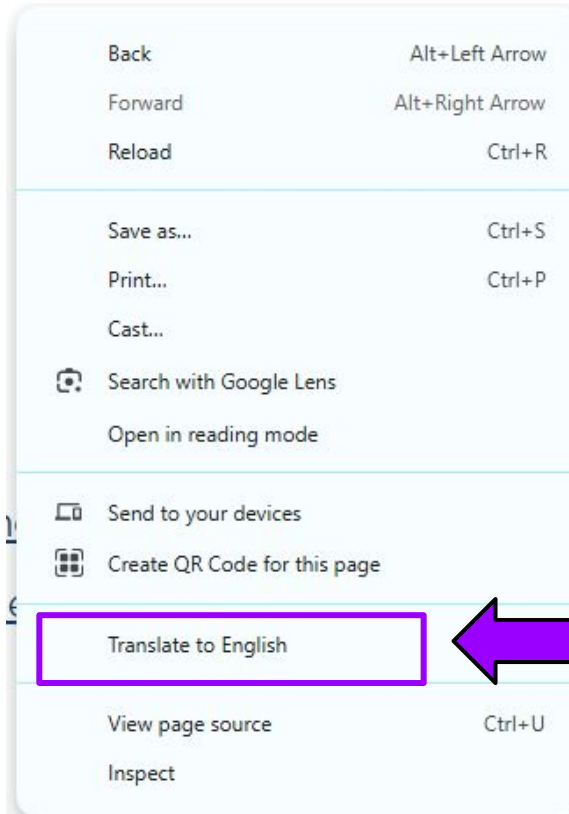 Back Alt+Left Arrow
Forward Alt+Right Arrow
Reload Ctrl+R
Save as... Ctrl+S
Print... Ctrl+P
Cast...
Search with Google Lens
Open in reading mode
Send to your devices
Create QR Code for this page
Translate to English
View page source Ctrl+U
Inspect